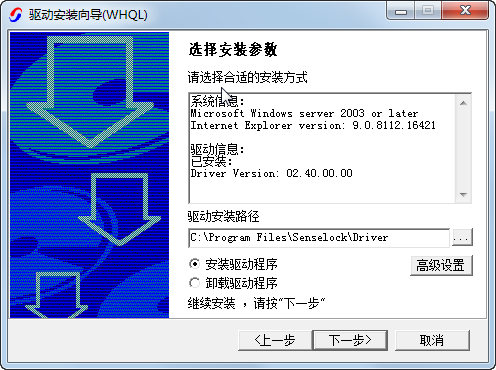 驱动安装向导(WHQL)
选择安装参数
请选择合适的安装方式
系统信息:
Microsoft Windows server 2003 or later
Internet Explorer version: 9.0.8112.16421
驱动信息:
已安装:
Driver Version: 02.40.00.00
驱动安装路径
C:\Program Files\Senselock\Driver
...
安装驱动程序
高级设置
卸载驱动程序
继续安装 ，请按"下一步"
<上一步
下一步>
取消